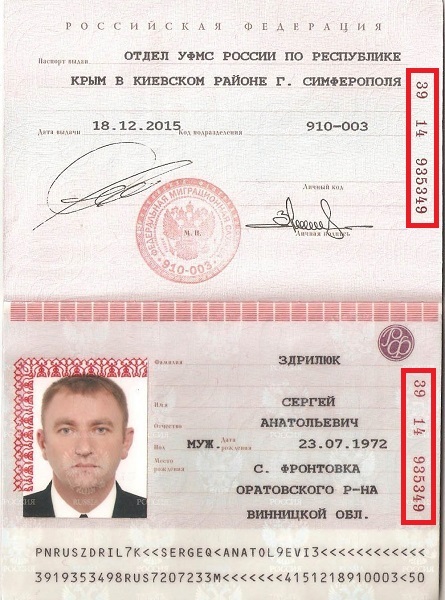 РОССИЙСКАЯ ФЕДЕРАЦИЯ
Паспорт выдан ОТДЕЛ УФМС РОССИИ ПО РЕСПУБЛИКЕ
КРЫМ В КИЕВСКОМ РАЙОНЕ Г. СИМФЕРОПОЛЯ
Дата выдачи 18.12.2015 Код подразделения 910-003
39 14 935349
Личный код
М. П.
Личная подпись
ФЕДЕРАЛЬНАЯ МИГРАЦИОННАЯ
910-003
Фамилия ЗДРИЛЮК
Имя СЕРГЕЙ
Отчество АНАТОЛЬЕВИЧ
Пол МУЖ. Дата рождения 23.07.1972
Место рождения С. ФРОНТОВКА
ОРАТОВСКОГО Р-НА
ВИННИЦКОЙ ОБЛ.
39 14 935349
PNRUSZDRIL7K<<SERGEQ<ANATOL9EVI3<<<<<<<<<<<<
3919353498RUS7207233M<<<<<<<4151218910003<50